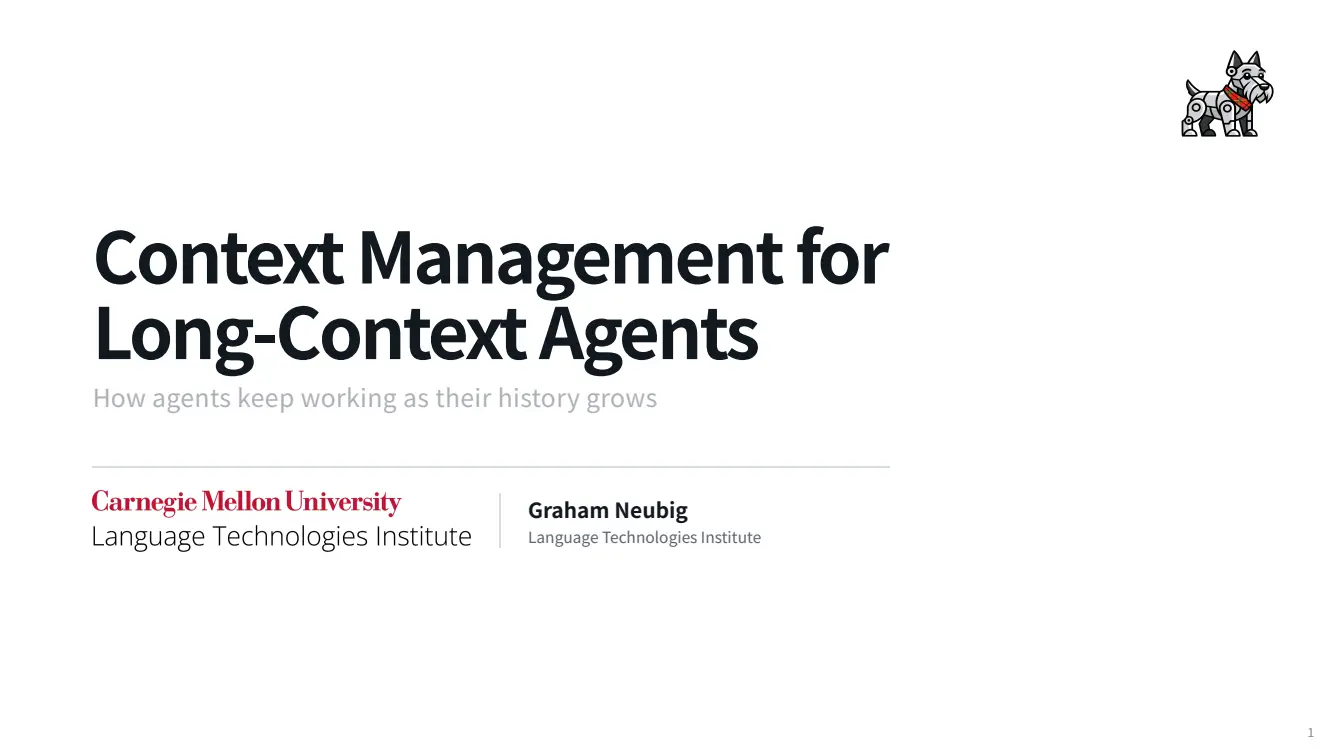 Context Management for
Long-Context Agents
How agents keep working as their history grows
Carnegie Mellon University
Language Technologies Institute
Graham Neubig
Language Technologies Institute
1